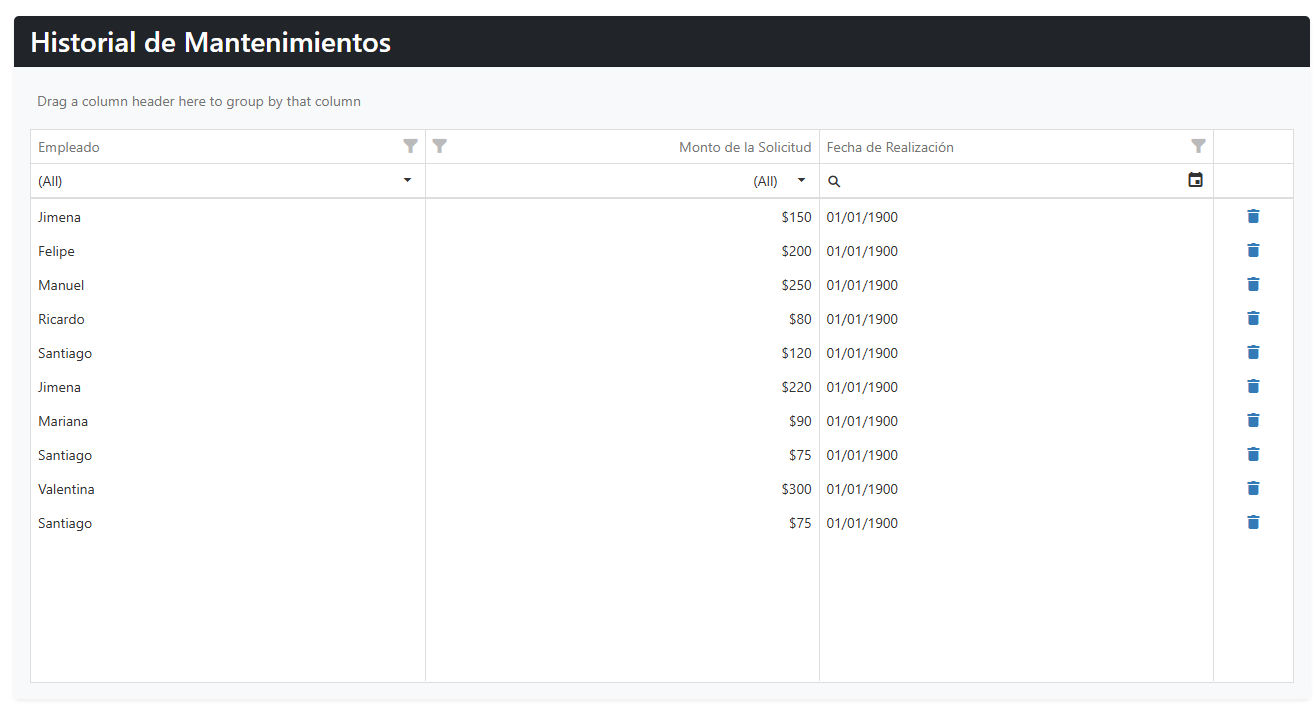 Historial de Mantenimientos
Drag a column header here to group by that column
Empleado Monto de la Solicitud Fecha de Realización
(All) (All)
Jimena $150 01/01/1900
Felipe $200 01/01/1900
Manuel $250 01/01/1900
Ricardo $80 01/01/1900
Santiago $120 01/01/1900
Jimena $220 01/01/1900
Mariana $90 01/01/1900
Santiago $75 01/01/1900
Valentina $300 01/01/1900
Santiago $75 01/01/1900